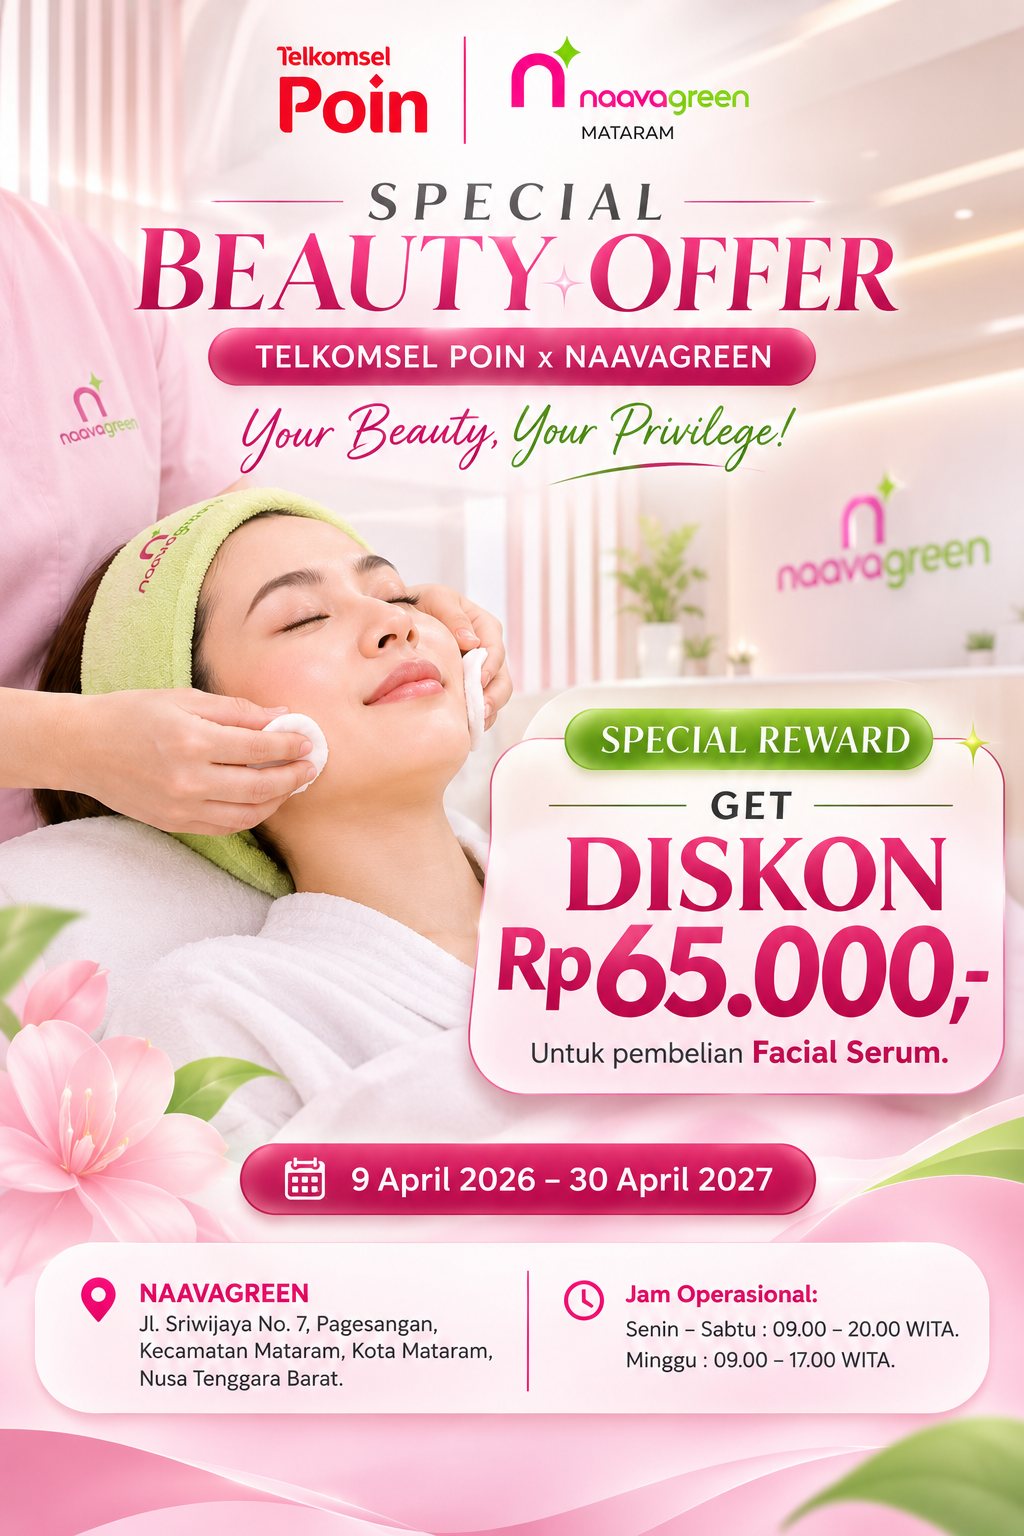 Telkomsel
Poin
naavagreen
MATARAM
SPECIAL
BEAUTY OFFER
TELKOMSEL POIN x NAAVAGREEN
Your Beauty, Your Privilege!
naavagreen
naavagreen
naavagreen
SPECIAL REWARD
GET
DISKON
Rp65.000,-
Untuk pembelian Facial Serum.
9 April 2026 – 30 April 2027
NAAVAGREEN
Jl. Sriwijaya No. 7, Pagesangan,
Kecamatan Mataram, Kota Mataram,
Nusa Tenggara Barat.
Jam Operasional:
Senin – Sabtu : 09.00 – 20.00 WITA.
Minggu : 09.00 – 17.00 WITA.